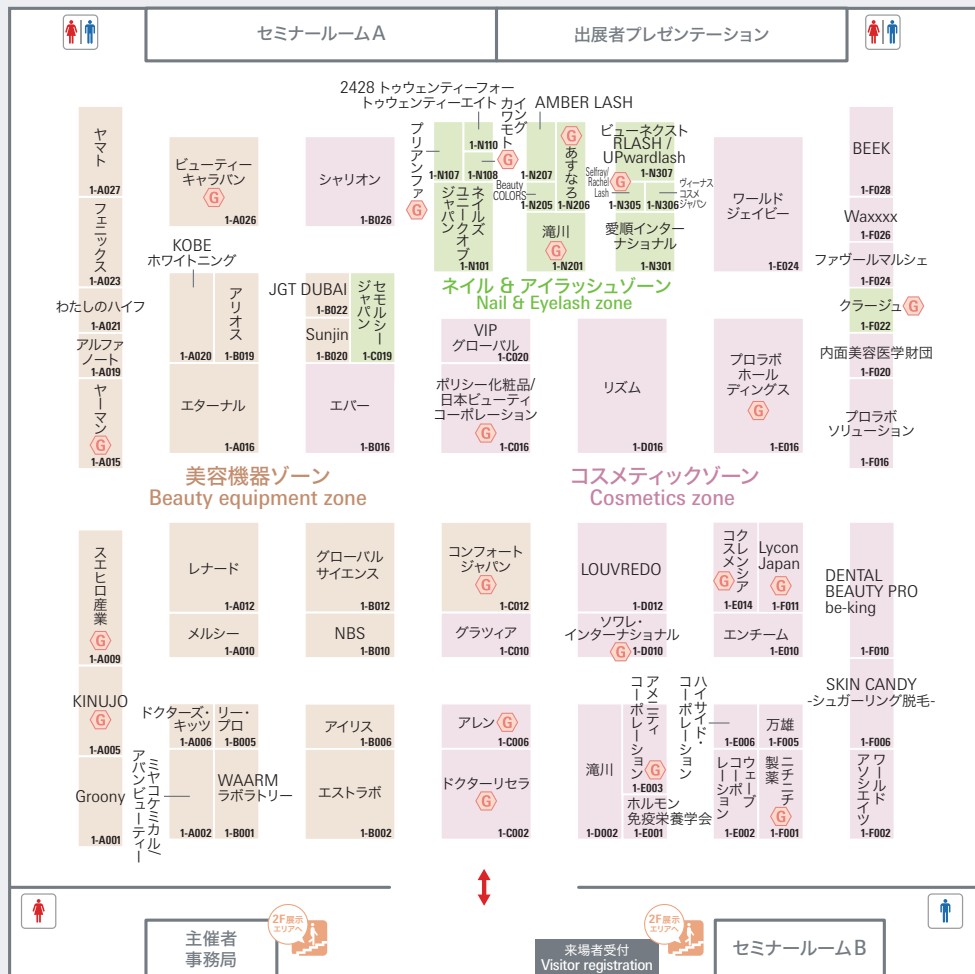 セミナールームA
出展者プレゼンテーション
2428 トゥウェンティーフォー
トゥウェンティーエイト
カイング
ワモト
AMBER LASH
ビューネクスト
RLASH /
UPwardlash
プリアンファ
G
1-N110
G
1-N107
1-N108
1-N207
G
あすなろ
1-N307
Selfray/
Rachel
Lash
G
ヴィーナス
コスメ
ジャパン
Beauty
COLORS
1-N205
1-N206
1-N305
1-N306
ネイルズ
ユニークオブ
ジャパン
1-N101
滝川
G
1-N201
愛順インター
ナショナル
1-N301
ネイル & アイラッシュゾーン
Nail & Eyelash zone
ヤマト
1-A027
ビューティー
キャラバン
G
1-A026
シャリオン
1-B026
ワールド
ジェイビー
1-E024
BEEK
1-F028
Waxxxx
1-F026
フェニックス
1-A023
ファヴールマルシェ
1-F024
KOBE
ホワイトニング
1-A020
アリオス
1-B019
JGT DUBAI
1-B022
Sunjin
1-B020
セモルシー
ジャパン
1-C019
わたしのハイフ
1-A021
アルファ
ノート
1-A019
クラージュ
G
1-F022
VIP
グローバル
1-C020
内面美容医学財団
1-F020
ヤーマン
G
1-A015
エターナル
1-A016
エバー
1-B016
ポリシー化粧品/
日本ビューティ
コーポレーション
G
1-C016
リズム
1-D016
プロラボ
ホール
ディングス
G
1-E016
プロラボ
ソリューション
1-F016
美容機器ゾーン
Beauty equipment zone
コスメティックゾーン
Cosmetics zone
スエヒロ産業
G
1-A009
レナード
1-A012
グローバル
サイエンス
1-B012
コンフォート
ジャパン
G
1-C012
LOUVREDO
1-D012
クレンシア
コスメ
G
1-E014
Lycon
Japan
G
1-F011
DENTAL
BEAUTY PRO
be-king
1-F010
メルシー
1-A010
NBS
1-B010
グラツィア
1-C010
ソワレ・
インターナショナル
G
1-D010
エンチーム
1-E010
KINUJO
G
1-A005
ドクターズ・
キッツ
1-A006
リー・
プロ
1-B005
アイリス
1-B006
アレン
G
1-C006
アメニティ
コーポレーション
G
1-E003
ハイサイド・
コーポレーション
1-E006
万雄
1-F005
SKIN CANDY
-シュガーリング脱毛-
1-F006
Groony
1-A001
ミヤコケミカル/
アバンビューティー
1-A002
WAARM
ラボラトリー
1-B001
エストラボ
1-B002
ドクターリセラ
G
1-C002
滝川
1-D002
ホルモン
免疫栄養学会
1-E001
ウェーブ
コーポ
レーション
1-E002
ニチニチ
製薬
G
1-F001
ワールド
アソシエイツ
1-F002
主催者
事務局
2F展示
エリアへ
来場者受付
Visitor registration
2F展示
エリアへ
セミナールームB